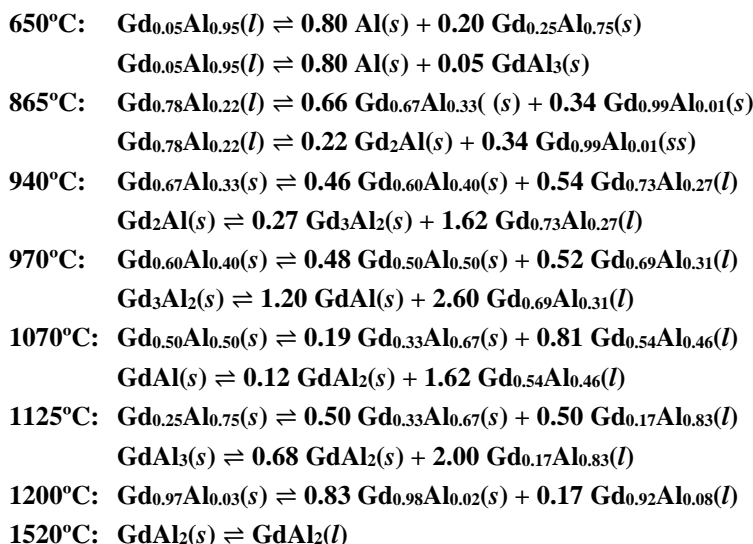 650ºC: Gd₀.₀₅Al₀.₉₅(l) ⇌ 0.80 Al(s) + 0.20 Gd₀.₂₅Al₀.₇₅(s)
Gd₀.₀₅Al₀.₉₅(l) ⇌ 0.80 Al(s) + 0.05 GdAl₃(s)
865ºC: Gd₀.₇₈Al₀.₂₂(l) ⇌ 0.66 Gd₀.₆₇Al₀.₃₃( (s) + 0.34 Gd₀.₉₉Al₀.₀₁(s)
Gd₀.₇₈Al₀.₂₂(l) ⇌ 0.22 Gd₂Al(s) + 0.34 Gd₀.₉₉Al₀.₀₁(ss)
940ºC: Gd₀.₆₇Al₀.₃₃(s) ⇌ 0.46 Gd₀.₆₀Al₀.₄₀(s) + 0.54 Gd₀.₇₃Al₀.₂₇(l)
Gd₂Al(s) ⇌ 0.27 Gd₃Al₂(s) + 1.62 Gd₀.₇₃Al₀.₂₇(l)
970ºC: Gd₀.₆₀Al₀.₄₀(s) ⇌ 0.48 Gd₀.₅₀Al₀.₅₀(s) + 0.52 Gd₀.₆₉Al₀.₃₁(l)
Gd₃Al₂(s) ⇌ 1.20 GdAl(s) + 2.60 Gd₀.₆₉Al₀.₃₁(l)
1070ºC: Gd₀.₅₀Al₀.₅₀(s) ⇌ 0.19 Gd₀.₃₃Al₀.₆₇(s) + 0.81 Gd₀.₅₄Al₀.₄₆(l)
GdAl(s) ⇌ 0.12 GdAl₂(s) + 1.62 Gd₀.₅₄Al₀.₄₆(l)
1125ºC: Gd₀.₂₅Al₀.₇₅(s) ⇌ 0.50 Gd₀.₃₃Al₀.₆₇(s) + 0.50 Gd₀.₁₇Al₀.₈₃(l)
GdAl₃(s) ⇌ 0.68 GdAl₂(s) + 2.00 Gd₀.₁₇Al₀.₈₃(l)
1200ºC: Gd₀.₉₇Al₀.₀₃(s) ⇌ 0.83 Gd₀.₉₈Al₀.₀₂(s) + 0.17 Gd₀.₉₂Al₀.₀₈(l)
1520ºC: GdAl₂(s) ⇌ GdAl₂(l)